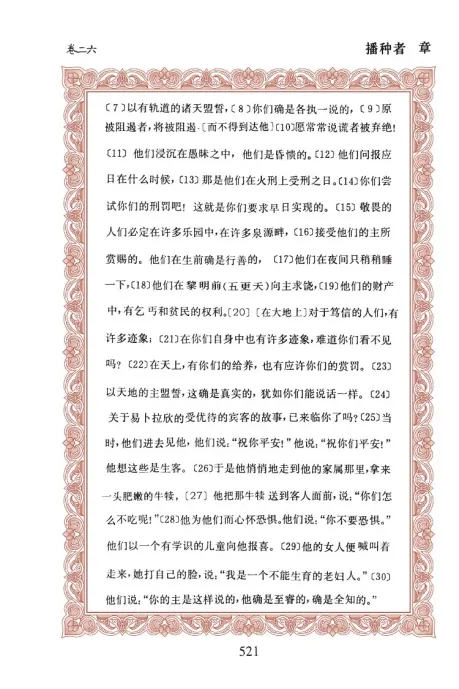 卷二六
播种者 章
〔7〕以有轨道的诸天盟誓，〔8〕你们确是各执一说的，〔9〕原
被阻遏者，将被阻遏·〔而不得到达他〕〔10〕愿常常说谎者被弃绝！
〔11〕 他们浸沉在愚昧之中，他们是昏愦的。〔12〕他们问报应
日在什么时候，〔13〕那是他们在火刑上受刑之日。〔14〕你们尝
试你们的刑罚吧！ 这就是你们要求早日实现的。〔15〕敬畏的
人们必定在许多乐园中，在许多泉源畔，〔16〕接受他们的主所
赏赐的。他们在生前确是行善的， 〔17〕他们在夜间只稍稍睡
一下，〔18〕他们在黎明前(五更天)向主求饶，〔19〕他们的财产
中，有乞丐和贫民的权利。〔20〕〔在大地上〕对于笃信的人们，有
许多迹象；〔21〕在你们自身中也有许多迹象，难道你们看不见
吗？〔22〕在天上，有你们的给养，也有应许你们的赏罚。〔23〕
以天地的主盟誓，这确是真实的，犹如你们能说话一样。〔24〕
关于易卜拉欣的受优待的宾客的故事，已来临你了吗？〔25〕当
时，他们进去见他，他们说：“祝你平安！”他说：“祝你们平安！”
他想这些是生客。〔26〕于是他悄悄地走到他的家属那里，拿来
一头肥嫩的牛犊，〔27〕他把那牛犊送到客人面前，说：“你们怎
么不吃呢！”〔28〕他为他们而心怀恐惧。他们说：“你不要恐惧。”
他们以一个有学识的儿童向他报喜。〔29〕他的女人便喊叫着
走来，她打自己的脸，说：“我是一个不能生育的老妇人。”〔30〕
他们说：“你的主是这样说的，他确是至睿的，确是全知的。”
521